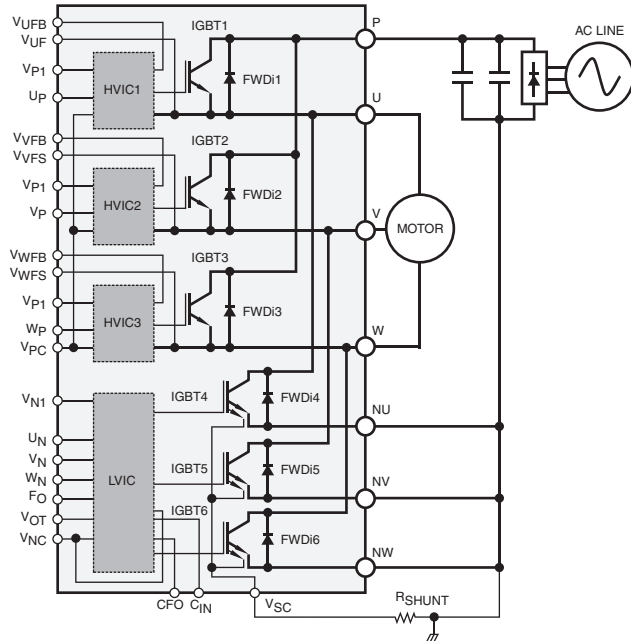 VUFB
VUF
VP1
UP
VVFB
VVFS
VP1
VP
VWFB
VWFS
VP1
WP
VPC
VN1
UN
VN
WN
FO
VOT
VNC
HVIC1
HVIC2
HVIC3
LVIC
IGBT1
FWDi1
IGBT2
FWDi2
IGBT3
FWDi3
IGBT4
FWDi4
IGBT5
FWDi5
IGBT6
FWDi6
CFO
CIN
VSC
P
U
V
W
NU
NV
NW
AC LINE
MOTOR
RSHUNT